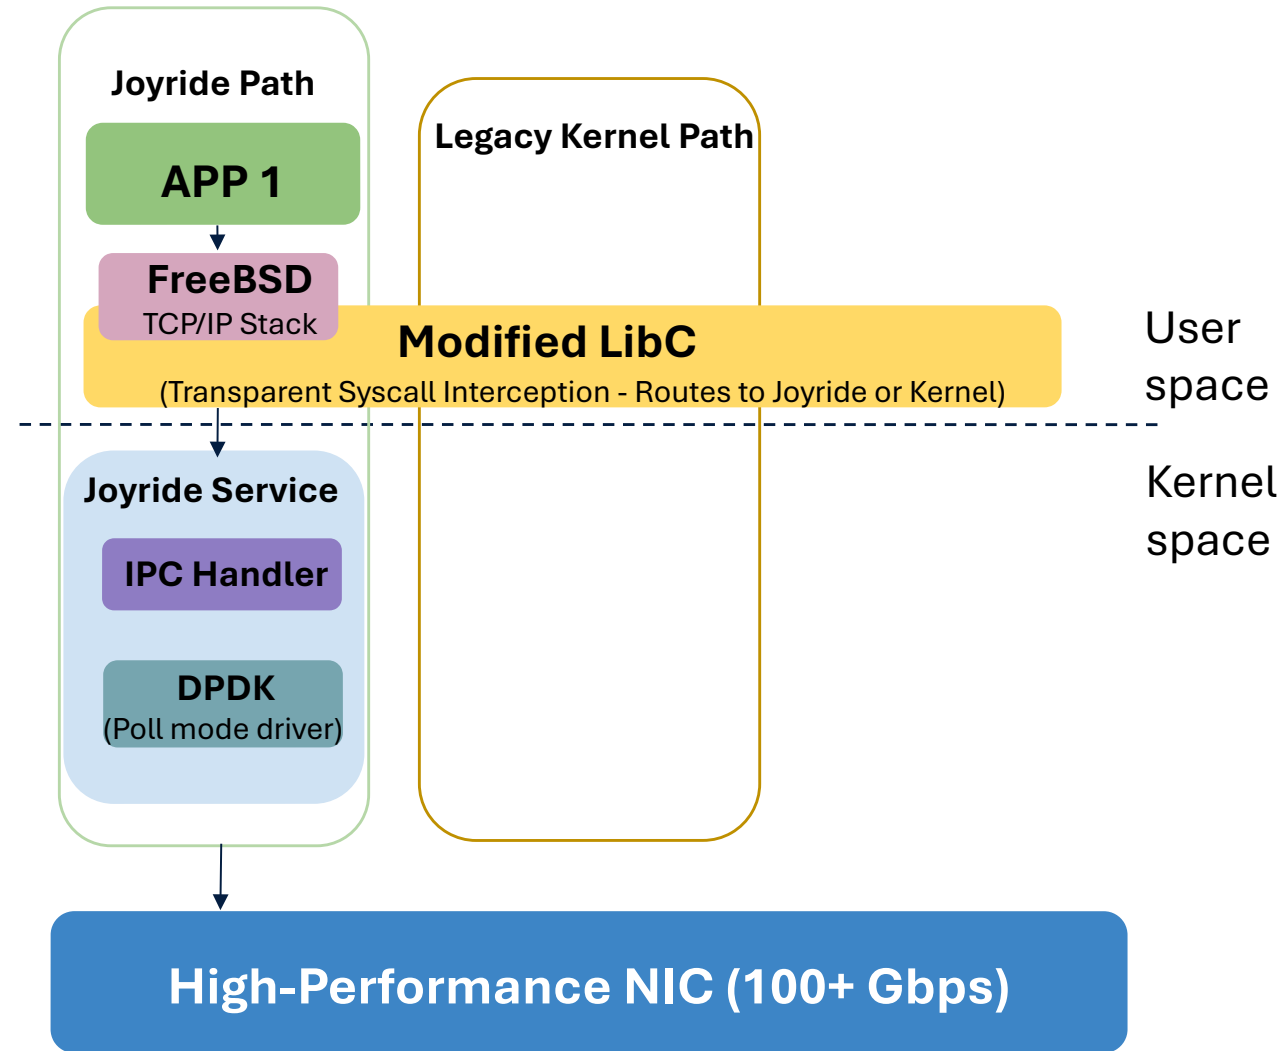 Joyride Path
Legacy Kernel Path
APP 1
FreeBSD
TCP/IP Stack
Modified LibC
(Transparent Syscall Interception - Routes to Joyride or Kernel)
User
space
Kernel
space
Joyride Service
IPC Handler
DPDK
(Poll mode driver)
High-Performance NIC (100+ Gbps)